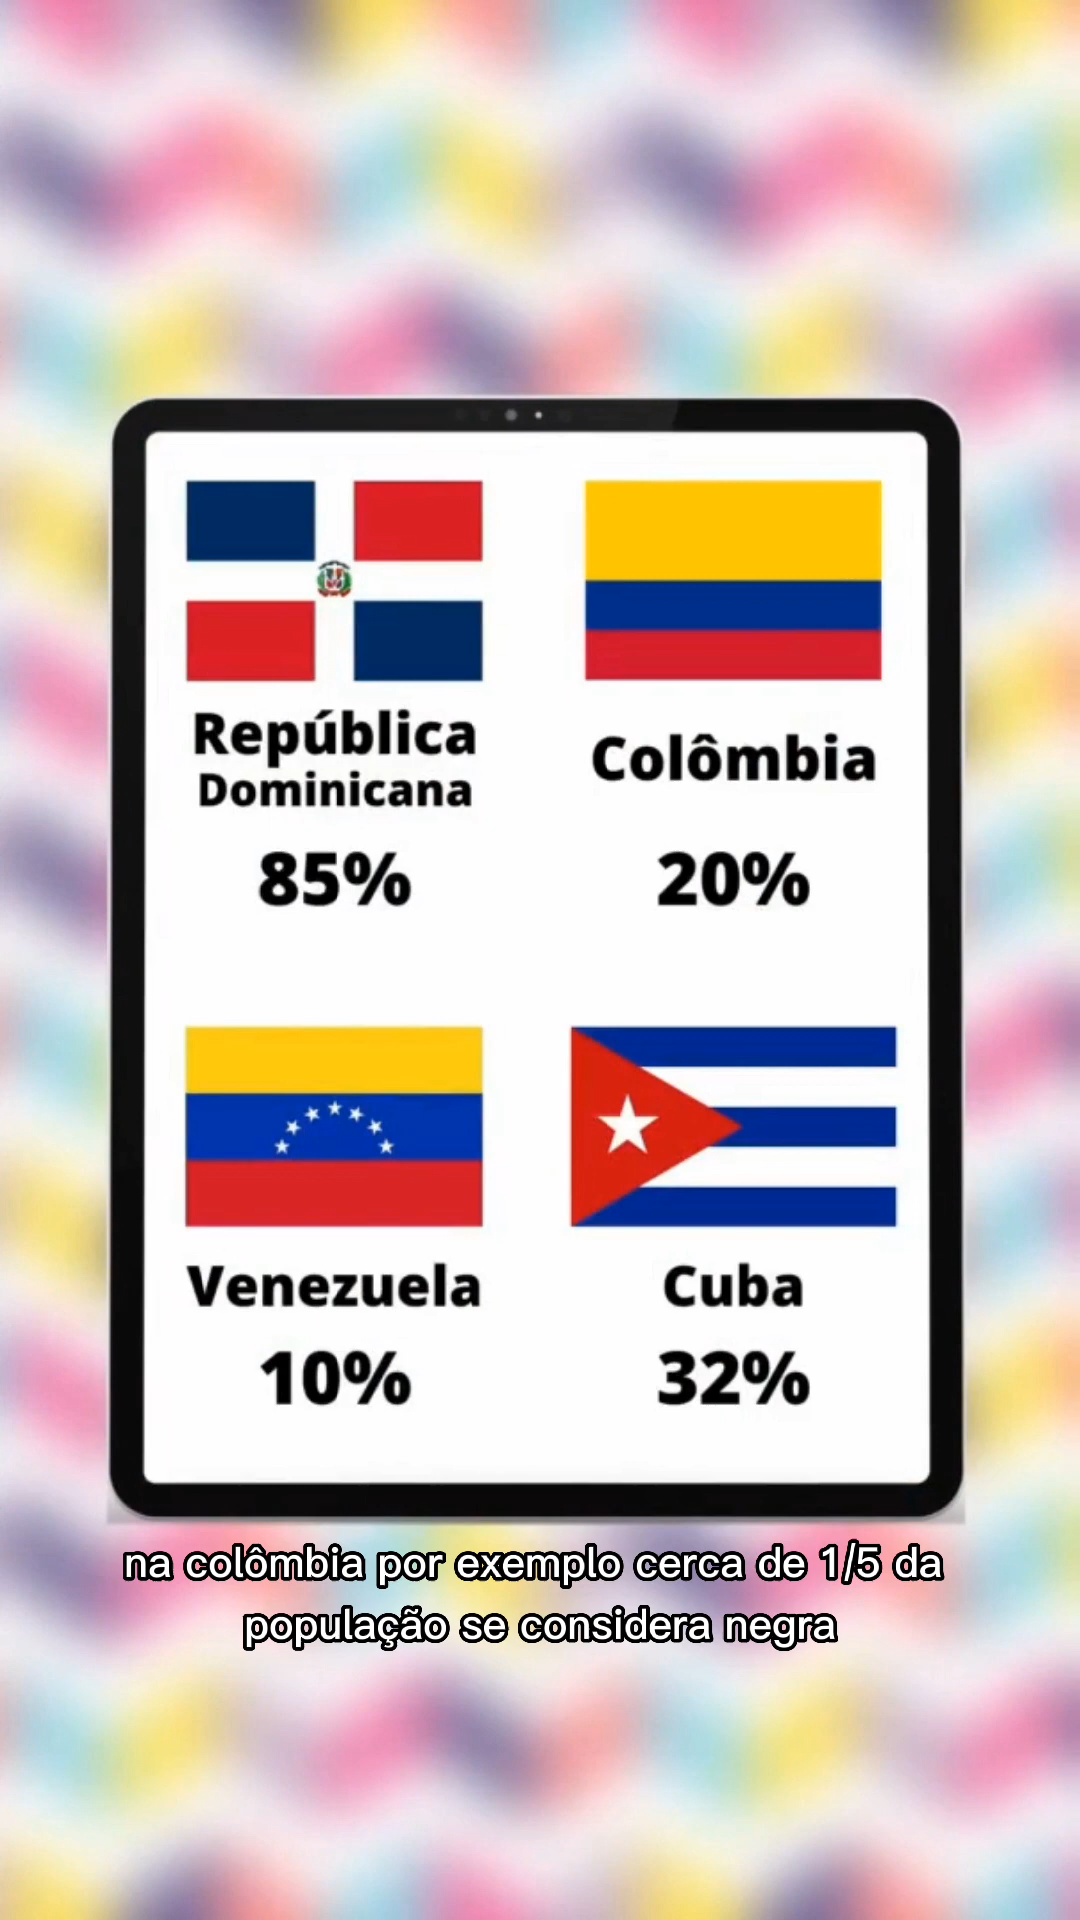 República
Dominicana
85%
Colômbia
20%
Venezuela
10%
Cuba
32%
na colômbia por exemplo cerca de 1/5 da
população se considera negra